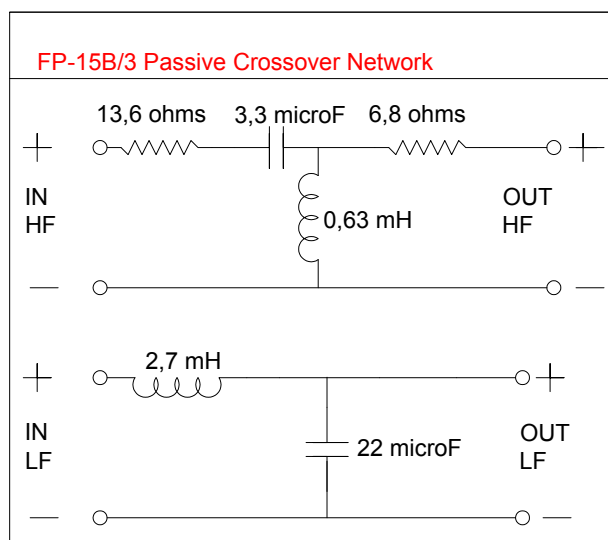 FP-15B/3 Passive Crossover Network
13,6 ohms 3,3 microF 6,8 ohms
+ +
IN OUT
HF HF
0,63 mH
— —
2,7 mH
+ +
IN OUT
LF LF
22 microF
— —